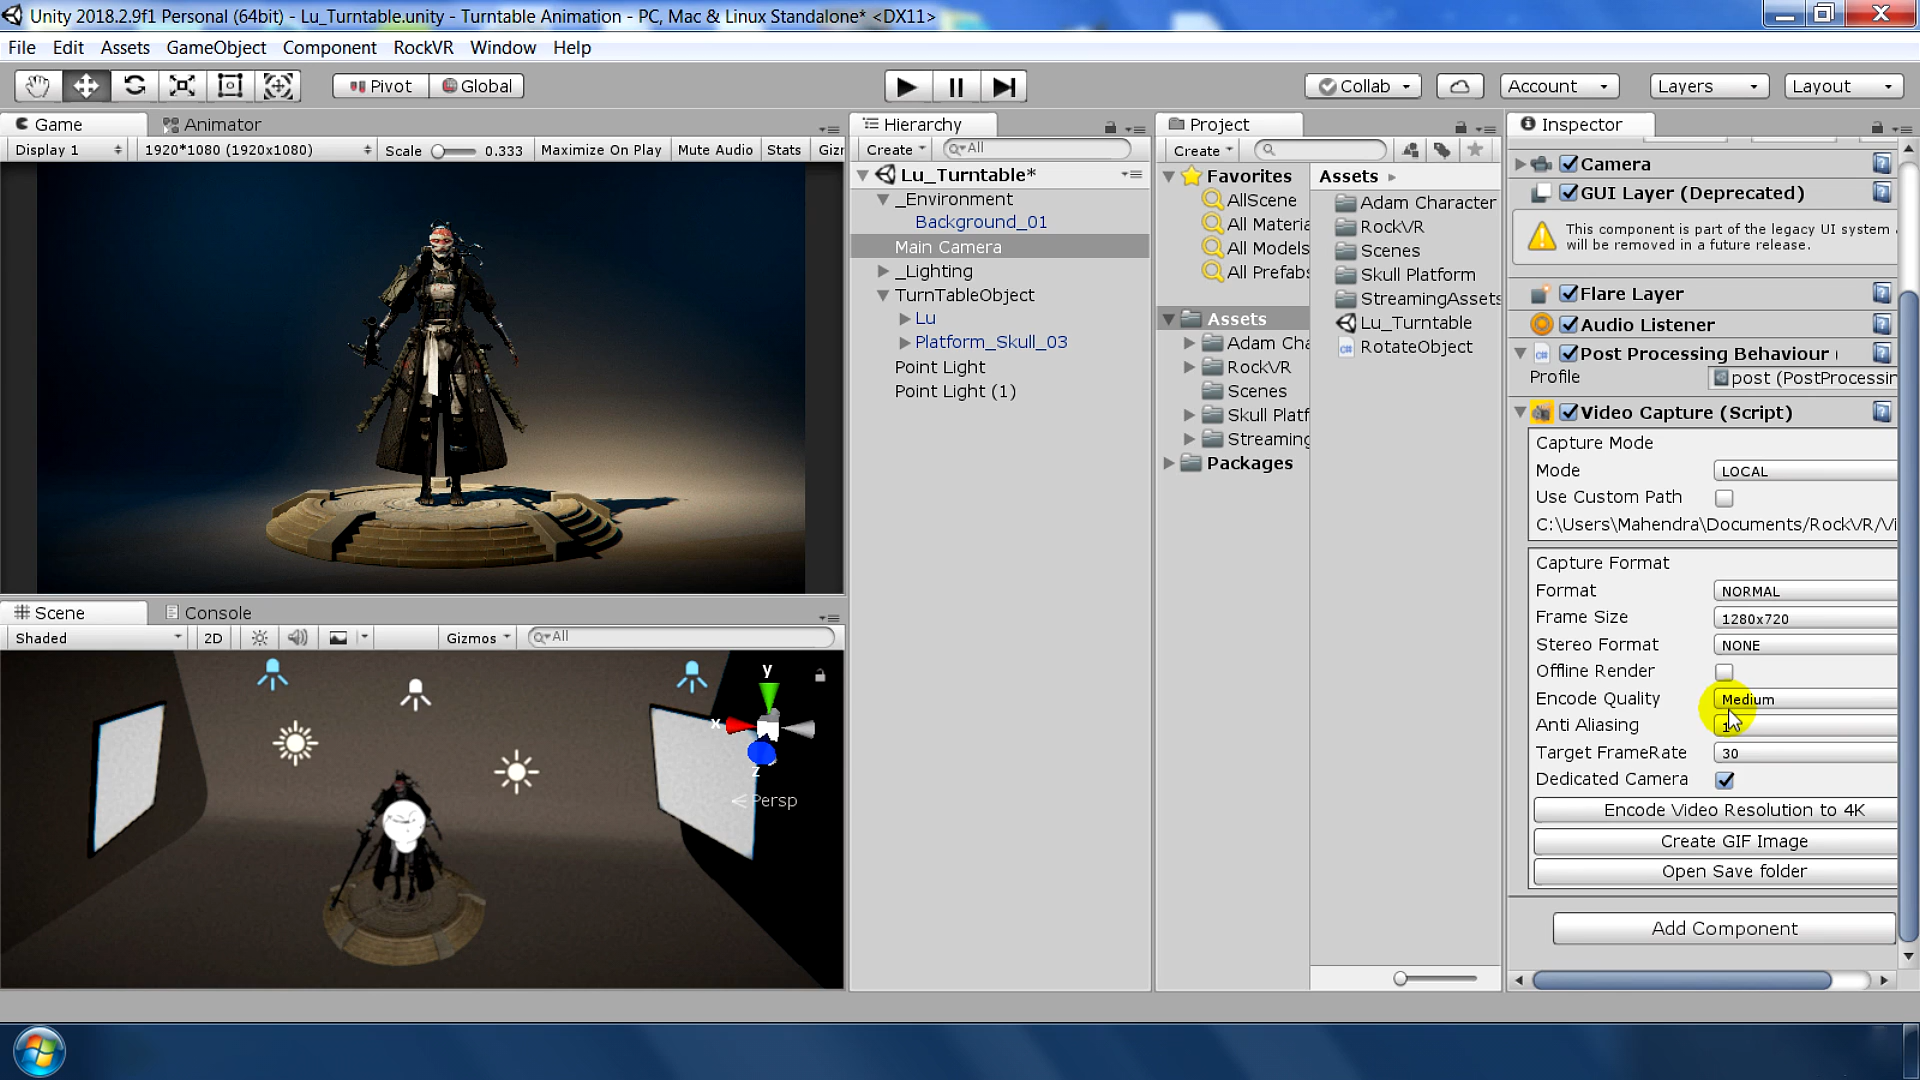 Unity 2018.2.9f1 Personal (64bit) - Lu_Turntable.unity - Turntable Animation - PC, Mac & Linux Standalone* <DX11>
File Edit Assets GameObject Component RockVR Window Help
Pivot Global Collab Account Layers Layout
Game Animator
Display 1 1920*1080 (1920x1080) Scale 0.333 Maximize On Play Mute Audio Stats Giz
Scene Console
Shaded 2D Gizmos All
y
x
z
Persp
Hierarchy
Create All
Lu_Turntable*
_Environment
Background_01
Main Camera
_Lighting
TurnTableObject
Lu
Platform_Skull_03
Point Light
Point Light (1)
Project
Create
Favorites
AllScene
All Materia
All Models
All Prefabs
Assets
Adam Cha
RockVR
Scenes
Skull Platf
Streaming
Packages
Assets
Adam Character
RockVR
Scenes
Skull Platform
StreamingAssets
Lu_Turntable
RotateObject
Inspector
Camera
GUI Layer (Deprecated)
This component is part of the legacy UI system
will be removed in a future release.
Flare Layer
Audio Listener
Post Processing Behaviour (
Profile post (PostProcessin
Video Capture (Script)
Capture Mode
Mode LOCAL
Use Custom Path
C:\Users\Mahendra\Documents/RockVR/Vi
Capture Format
Format NORMAL
Frame Size 1280x720
Stereo Format NONE
Offline Render
Encode Quality Medium
Anti Aliasing 1
Target FrameRate 30
Dedicated Camera
Encode Video Resolution to 4K
Create GIF Image
Open Save folder
Add Component